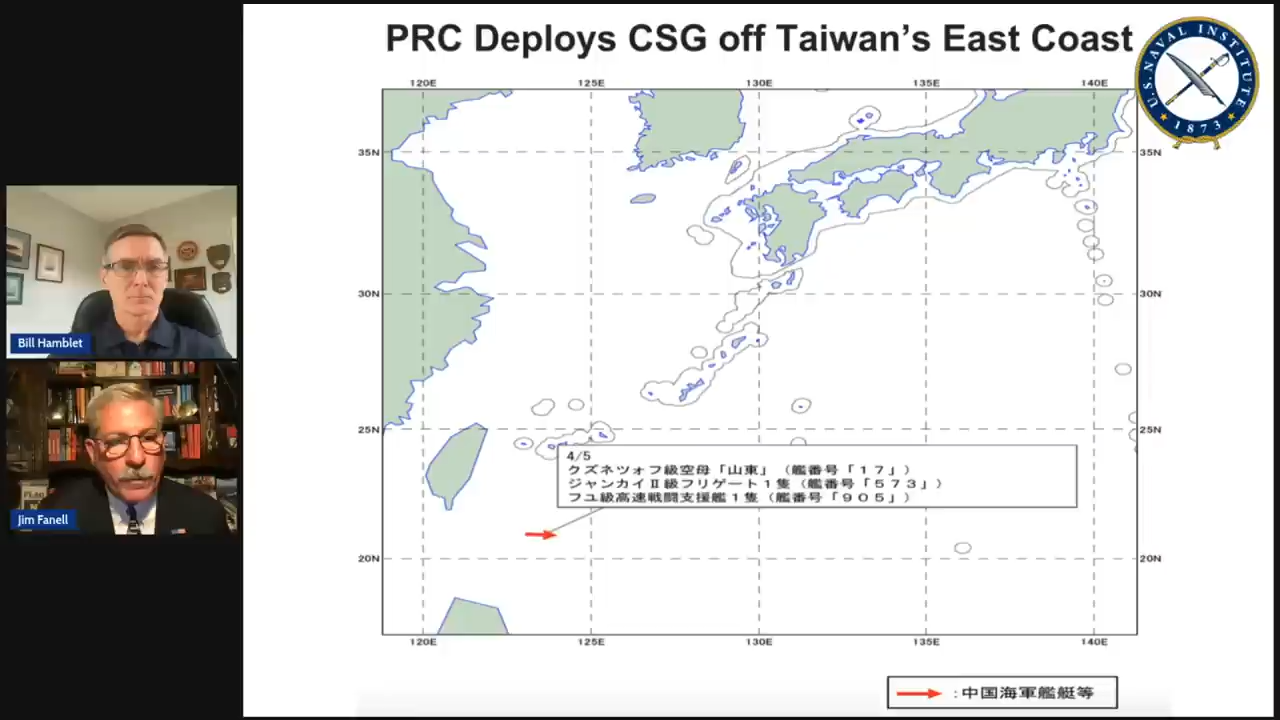 PRC Deploys CSG off Taiwan's East Coast
U.S. NAVAL INSTITUTE
1873
120E 125E 130E 135E 140E
35N 35N
30N 30N
25N 25N
4/5
クズネツォフ級空母「山東」（艦番号「17」）
ジャンカイⅡ級フリゲート1隻（艦番号「573」）
フユ級高速戦闘支援艦1隻（艦番号「905」）
20N 20N
120E 125E 130E 135E 140E
：中国海軍艦艇等
Bill Hamblet
Jim Fanell